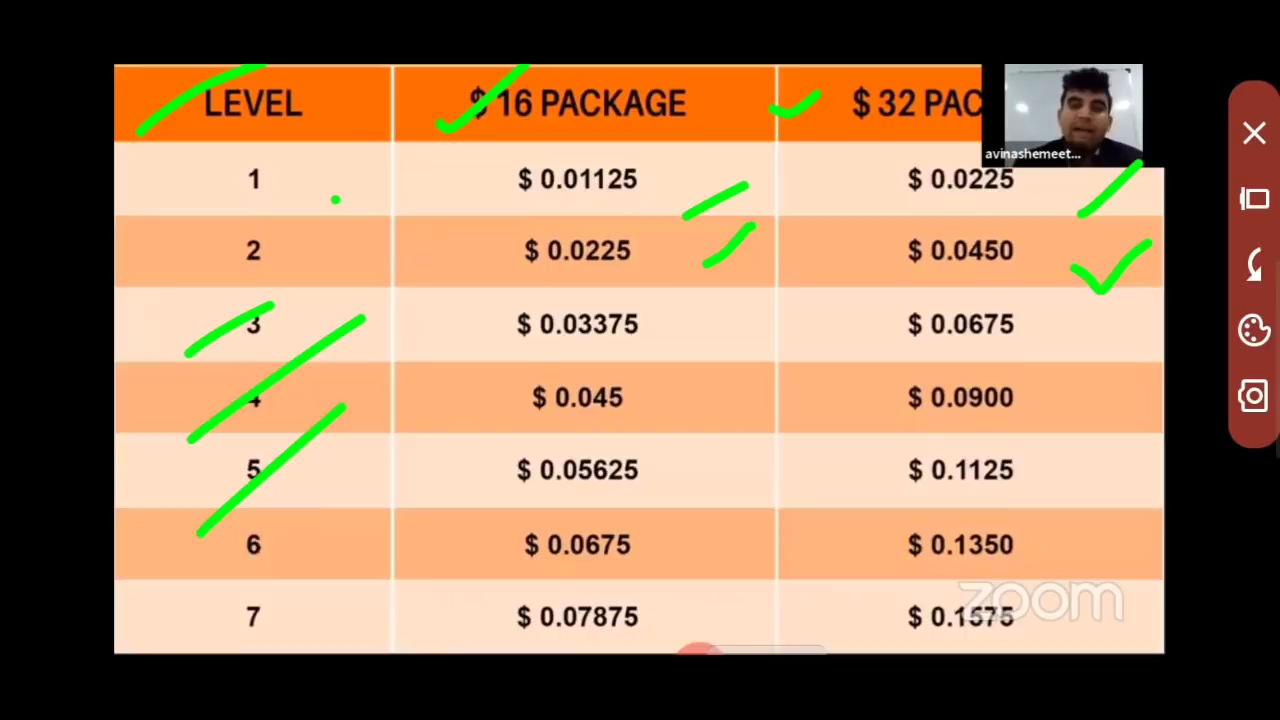 LEVEL $ 16 PACKAGE $ 32 PAC
avinashemeet...
1 $ 0.01125 $ 0.0225
2 $ 0.0225 $ 0.0450
3 $ 0.03375 $ 0.0675
4 $ 0.045 $ 0.0900
5 $ 0.05625 $ 0.1125
6 $ 0.0675 $ 0.1350
7 $ 0.07875 $ 0.1575
zoom